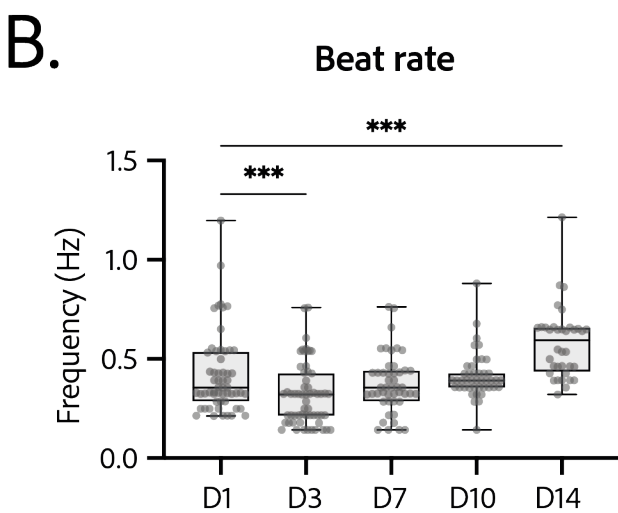 B.
Beat rate
***
***
1.5
1.0
0.5
0.0
Frequency (Hz)
D1 D3 D7 D10 D14